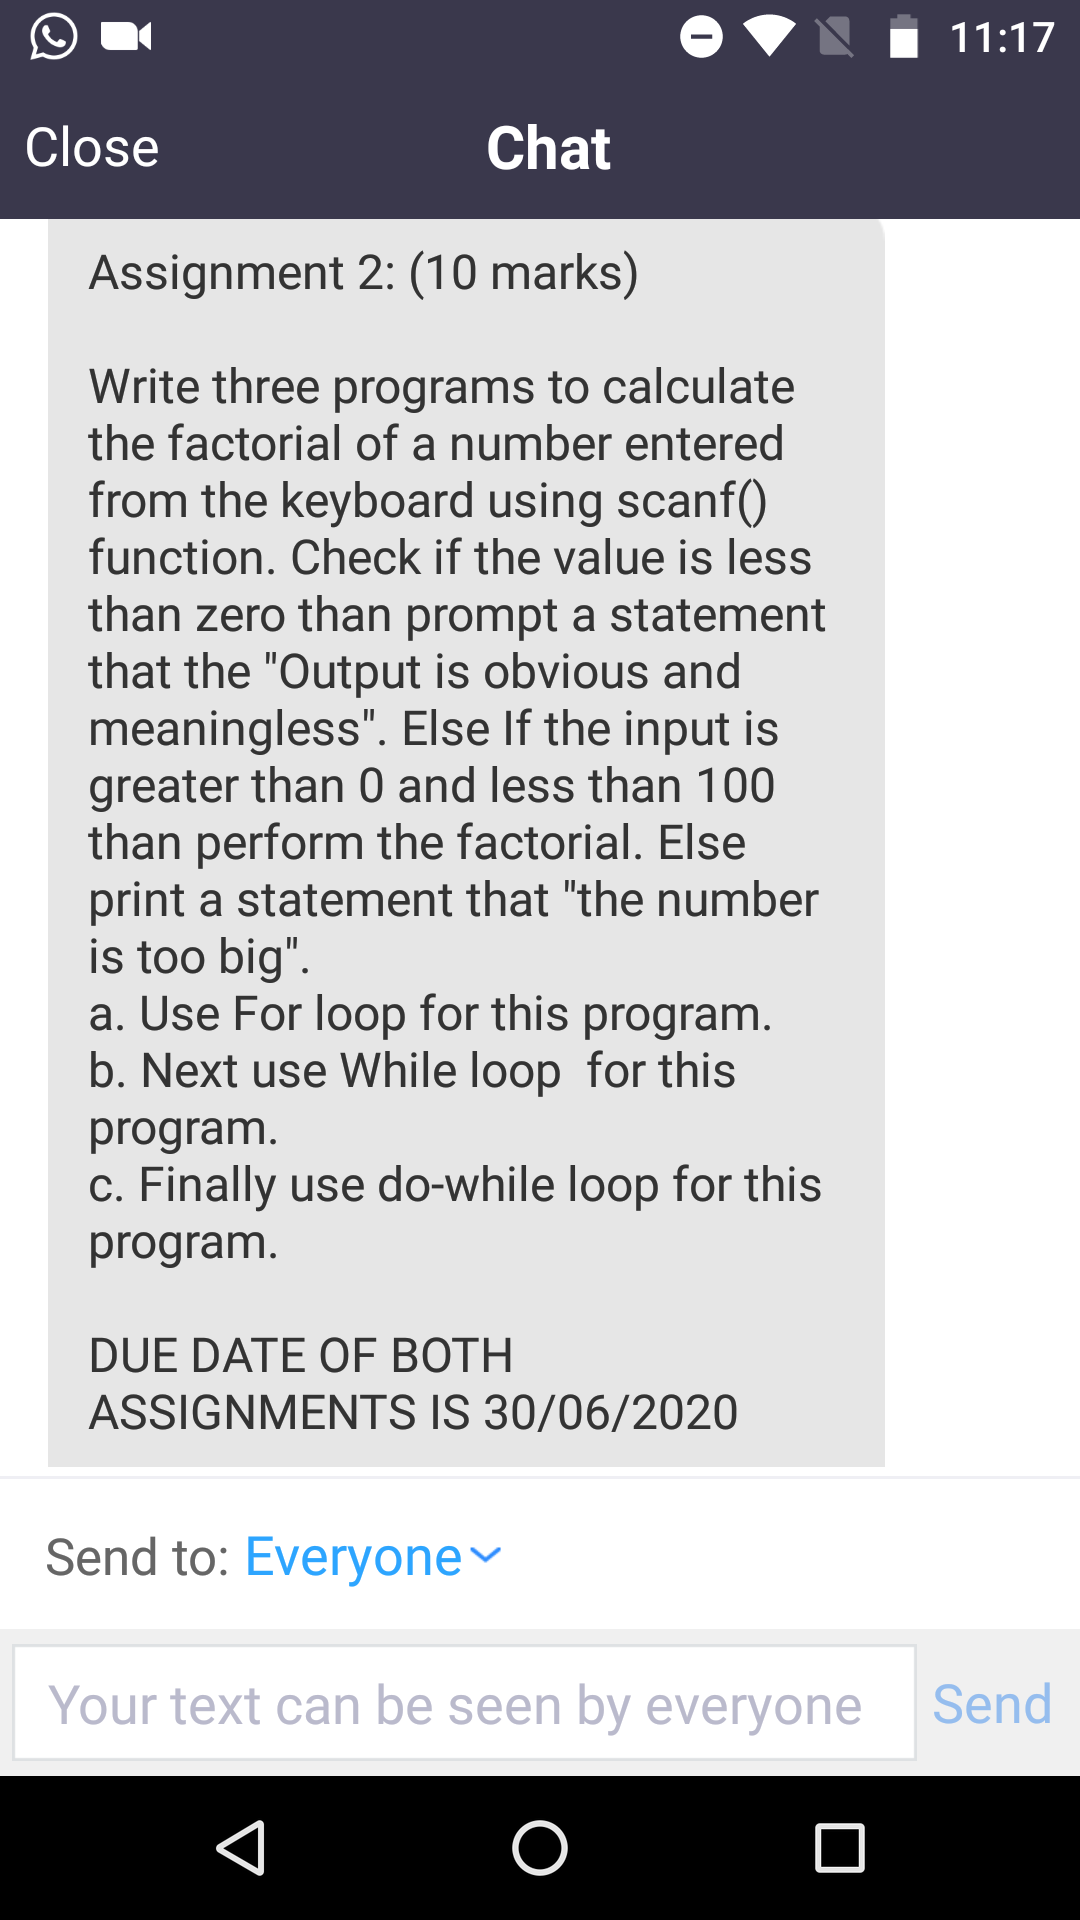 11:17
Close
Chat
Assignment 2: (10 marks)
Write three programs to calculate
the factorial of a number entered
from the keyboard using scanf()
function. Check if the value is less
than zero than prompt a statement
that the "Output is obvious and
meaningless". Else If the input is
greater than 0 and less than 100
than perform the factorial. Else
print a statement that "the number
is too big".
a. Use For loop for this program.
b. Next use While loop  for this
program.
c. Finally use do-while loop for this
program.
DUE DATE OF BOTH
ASSIGNMENTS IS 30/06/2020
Send to: Everyone
Your text can be seen by everyone
Send